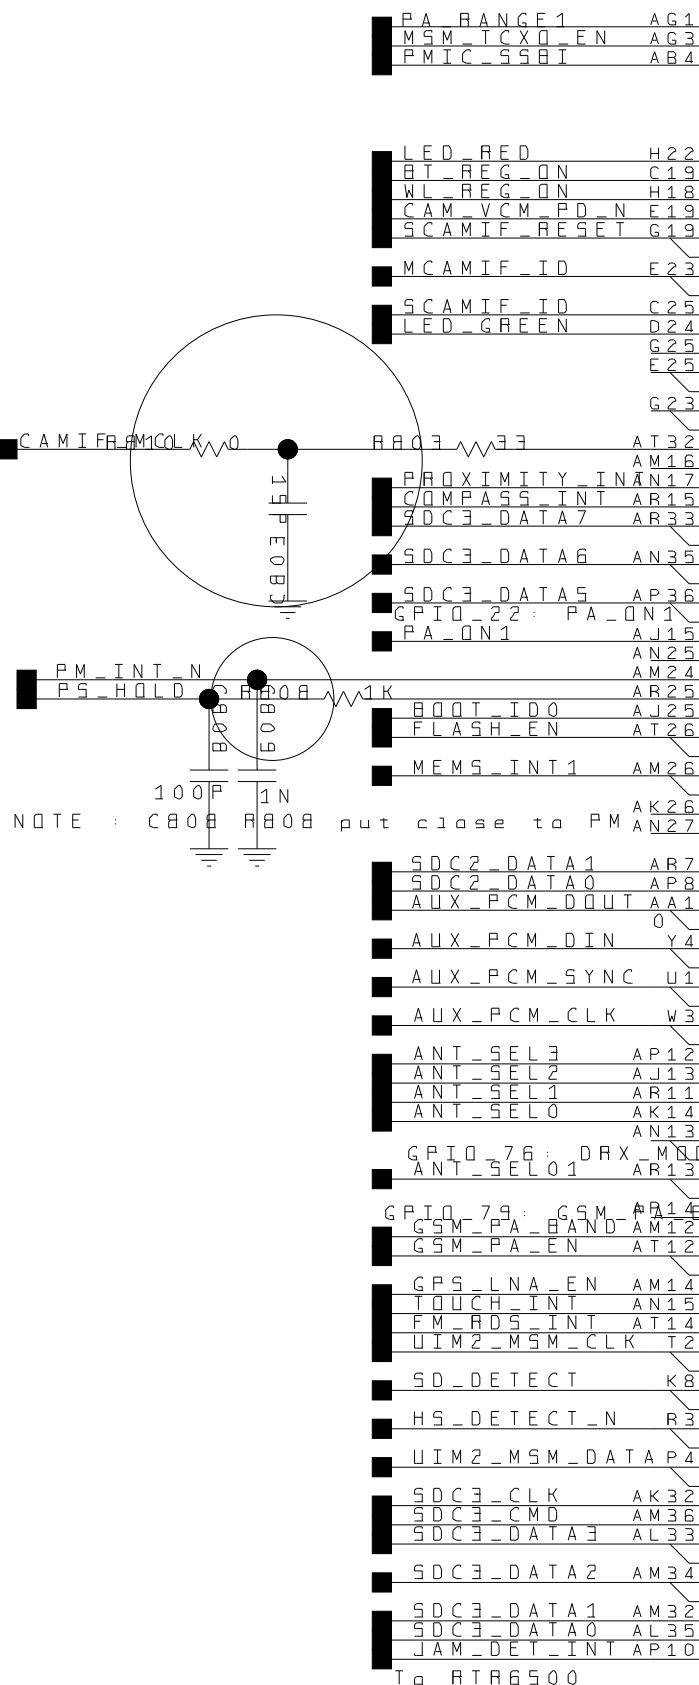 PA_RANGE1 AG1
MSM_TCXO_EN AG3
PMIC_SSBI AB4
LED_RED H22
BT_REG_ON C19
WL_REG_ON H18
CAM_VCM_PD_N E19
SCAMIF_RESET G19
MCAMIF_ID E23
SCAMIF_ID C25
LED_GREEN D24
G25
E25
G23
CAMIF_MCLK R810 0 R803 33 AT32
AM16
PROXIMITY_INT AN17
15P COMPASS_INT AR15
SDC3_DATA7 AR33
C803 SDC3_DATA6 AN35
SDC3_DATA5 AP36
GPIO_22: PA_ON1
PA_ON1 AJ15
AN25
PM_INT_N AM24
PS_HOLD R808 1K AR25
C808 C809 BOOT_ID0 AJ25
FLASH_EN AT26
MEMS_INT1 AM26
100P 1N
AK26
NOTE : C808 R808 put close to PM AN27
SDC2_DATA1 AR7
SDC2_DATA0 AP8
AUX_PCM_DOUT AA1
0
AUX_PCM_DIN Y4
AUX_PCM_SYNC U1
AUX_PCM_CLK W3
ANT_SEL3 AP12
ANT_SEL2 AJ13
ANT_SEL1 AR11
ANT_SEL0 AK14
AN13
GPIO_76: DRX_MOD
ANT_SEL01 AR13
AP14
GPIO_79: GSM_PA_B
GSM_PA_BAND AM12
GSM_PA_EN AT12
GPS_LNA_EN AM14
TOUCH_INT AN15
FM_RDS_INT AT14
UIM2_MSM_CLK T2
SD_DETECT K8
HS_DETECT_N R3
UIM2_MSM_DATA P4
SDC3_CLK AK32
SDC3_CMD AM36
SDC3_DATA3 AL33
SDC3_DATA2 AM34
SDC3_DATA1 AM32
SDC3_DATA0 AL35
JAM_DET_INT AP10
To RTR6500